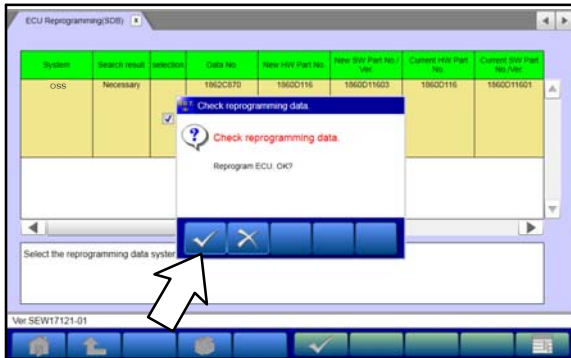 ECU Reprogramming(SDB) x
System Search result selection Data No. New HW Part No. New SW Part No./ Ver. Current HW Part No. Current SW Part No./Ver.
OSS Necessary 1862C870 1860D116 1860D11603 1860D116 1860D11601
Check reprogramming data.
Check reprogramming data.
Reprogram ECU. OK?
Select the reprogramming data system
Ver.SEW17121-01